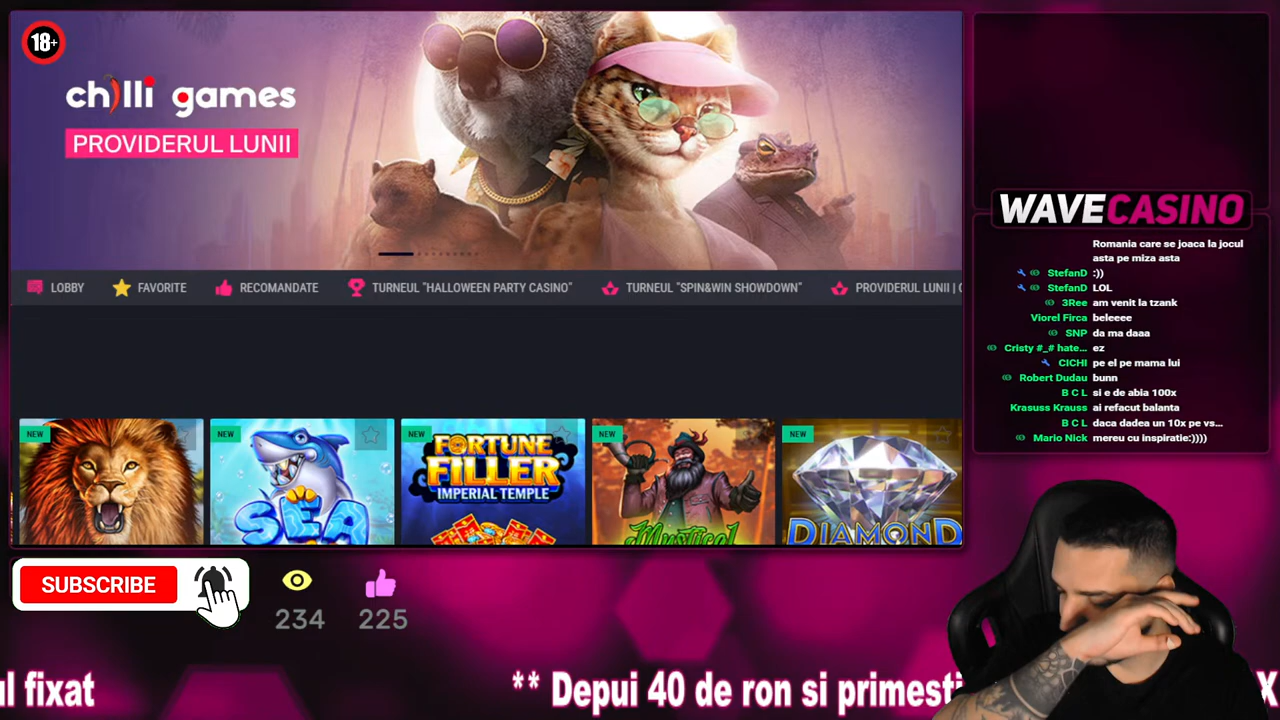 18+
chilli games
PROVIDERUL LUNII
LOBBY
FAVORITE
RECOMANDATE
TURNEUL "HALLOWEEN PARTY CASINO"
TURNEUL "SPIN&WIN SHOWDOWN"
PROVIDERUL LUNII |
NEW
NEW
NEW
NEW
NEW
SEA
FORTUNE
FILLER
IMPERIAL TEMPLE
Mystical
DIAMOND
WAVECASINO
Romania care se joaca la jocul
asta pe miza asta
StefanD :))
StefanD LOL
3Ree am venit la tzank
Viorel Firca beleeee
SNP da ma daaa
Cristy #_# hate... ez
CICHI pe el pe mama lui
Robert Dudau bunn
B C L si e de abia 100x
Krasuss Krauss ai refacut balanta
B C L daca dadea un 10x pe vs...
Mario Nick mereu cu inspiratie:))))
SUBSCRIBE
234
225
fixat
** Depui 40 de ron si primesti
X